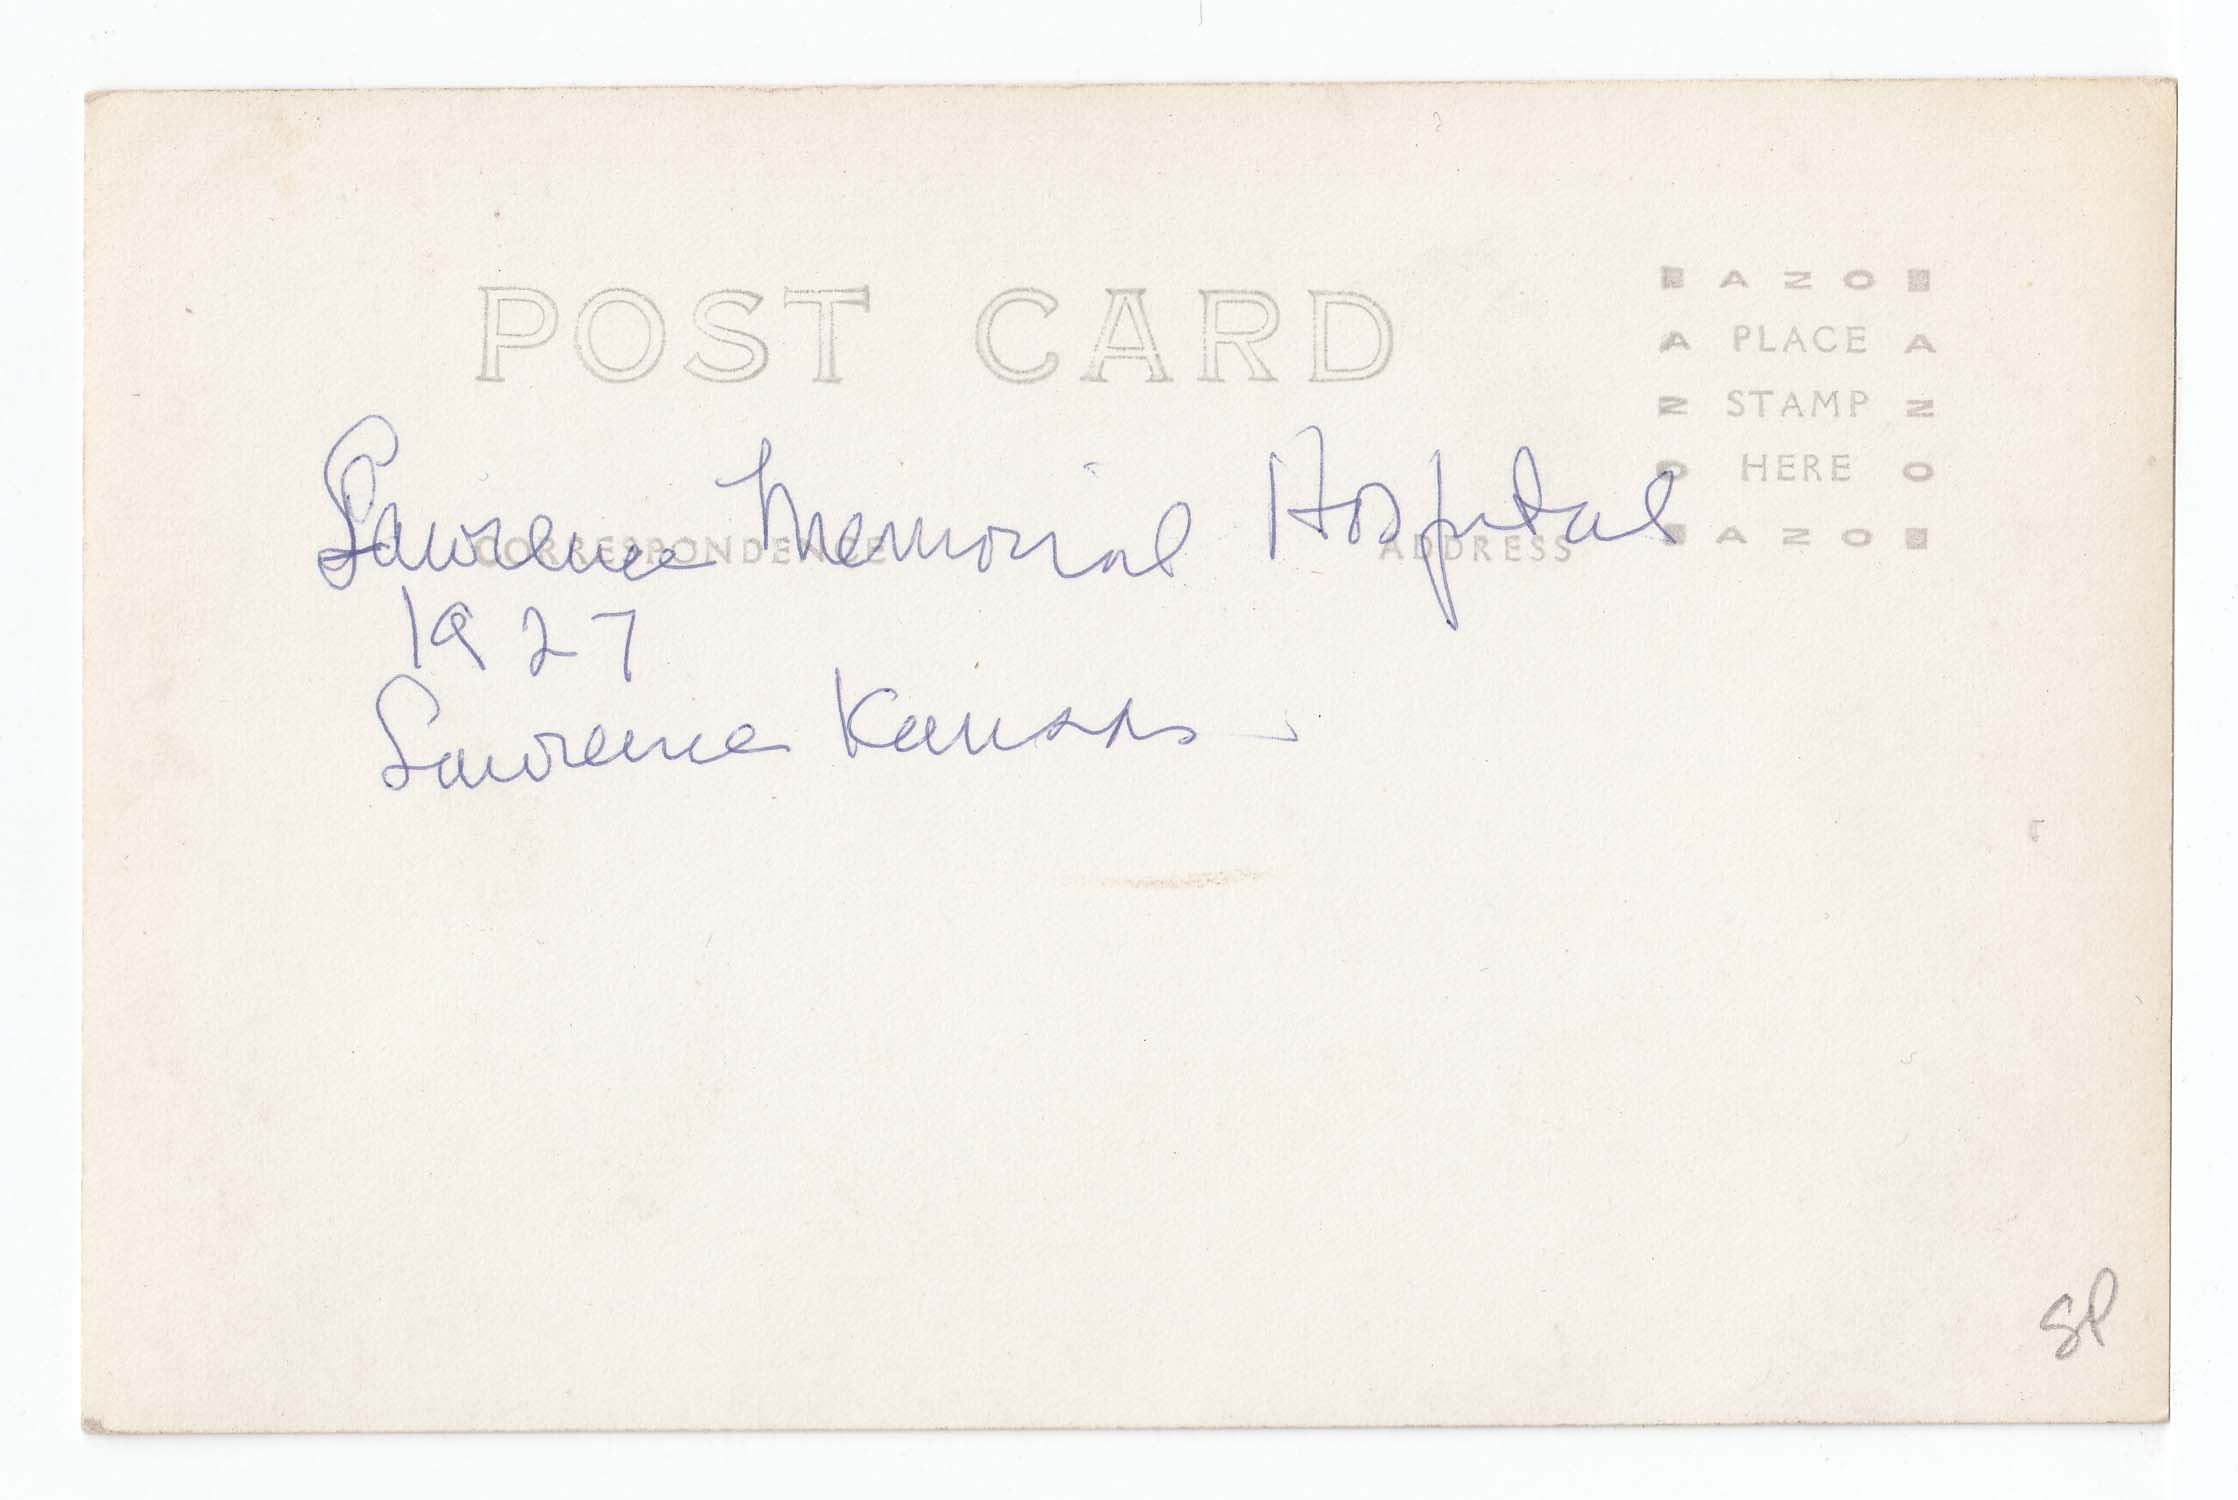 POST CARD
AZO
A PLACE A
N STAMP N
O HERE O
AZO
CORRESPONDENCE
ADDRESS
Lawrence Memorial Hospital
1927
Lawrence Kansas